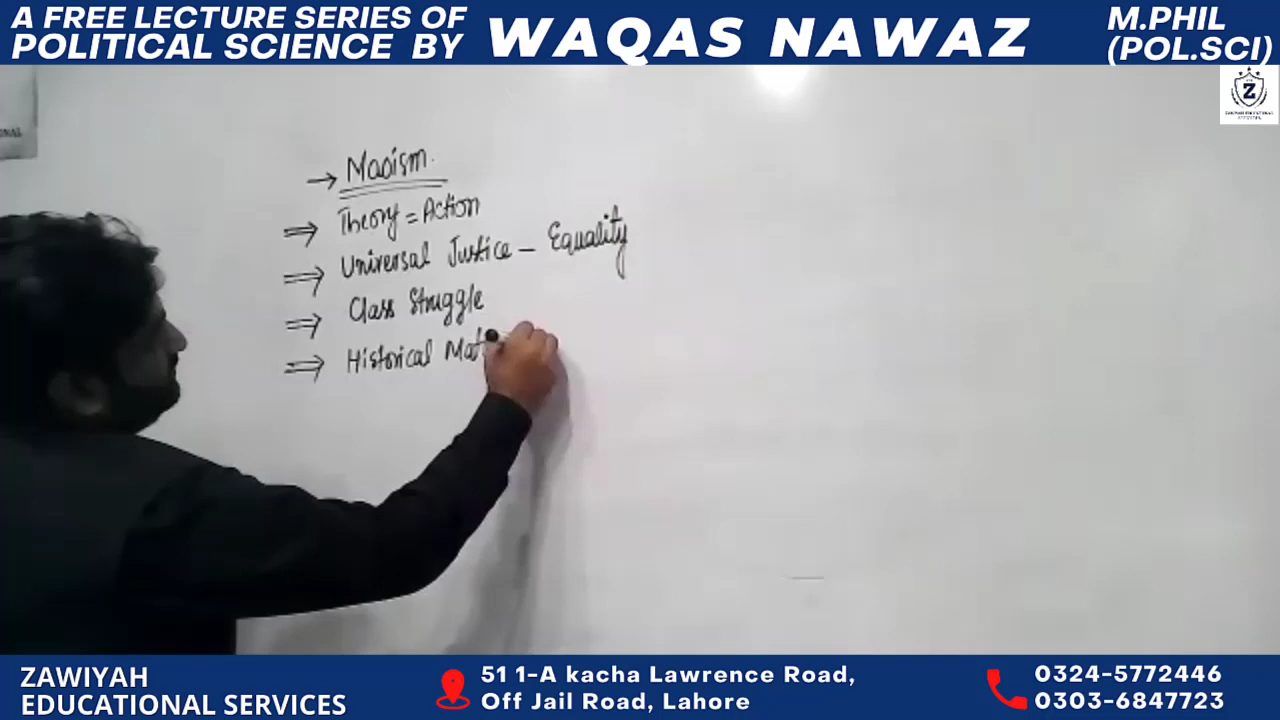 A FREE LECTURE SERIES OF
POLITICAL SCIENCE BY
WAQAS NAWAZ
M.PHIL
(POL.SCI)
Z
→ Maoism.
⇒ Theory = Action
⇒ Universal Justice – Equality
⇒ Class Struggle
⇒ Historical Mat
ZAWIYAH
EDUCATIONAL SERVICES
51 1-A kacha Lawrence Road,
Off Jail Road, Lahore
0324-5772446
0303-6847723